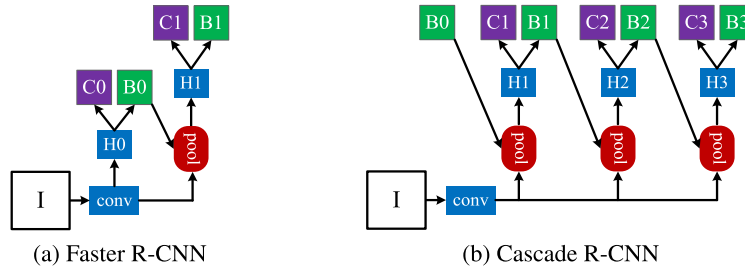 C1 B1
C0 B0 H1
H0 pool
I conv
(a) Faster R-CNN
B0 C1 B1 C2 B2 C3 B3
H1 H2 H3
pool pool pool
I conv
(b) Cascade R-CNN